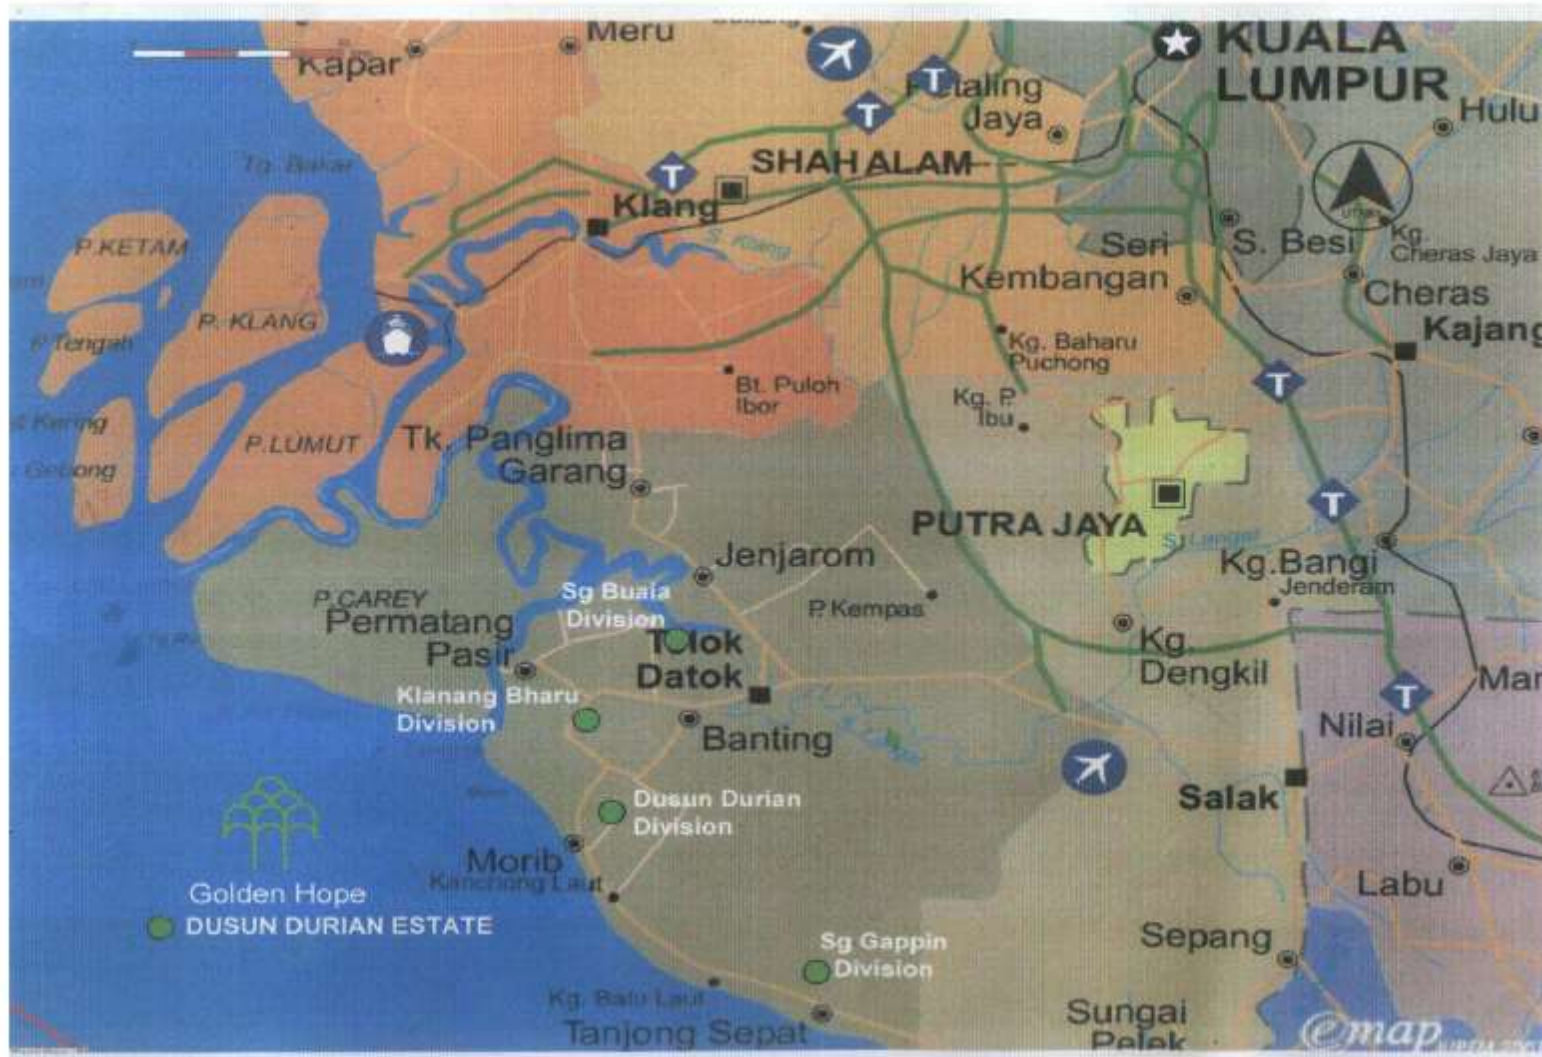 Meru
Kapar
KUALA
LUMPUR
Petaling
Jaya
Hulu
Tg. Bakar
T
T
T
SHAH ALAM
Klang
S. Klang
P.KETAM
Seri
Kembangan
S. Besi
Kg.
Cheras Jaya
Cheras
Kajang
P. KLANG
P. Tengah
Kg. Baharu
Puchong
Bt. Puloh
Ibor
Kg. P.
Ibu
T
P.LUMUT
Tk. Panglima
Garang
T
PUTRA JAYA
S. Langat
Jenjarom
Kg.Bangi
Jenderam
P.CAREY
Permatang
Pasir
Sg Buaia
Division
P. Kempas
Telok
Datok
Kg.
Dengkil
Klanang Bharu
Division
T
Nilai
Banting
Salak
Dusun Durian
Division
Morib
Kanchong Laut
Labu
Golden Hope
DUSUN DURIAN ESTATE
Sg Gappin
Division
Sepang
Kg. Batu Laut
Tanjong Sepat
Sungai
Pelek
emap